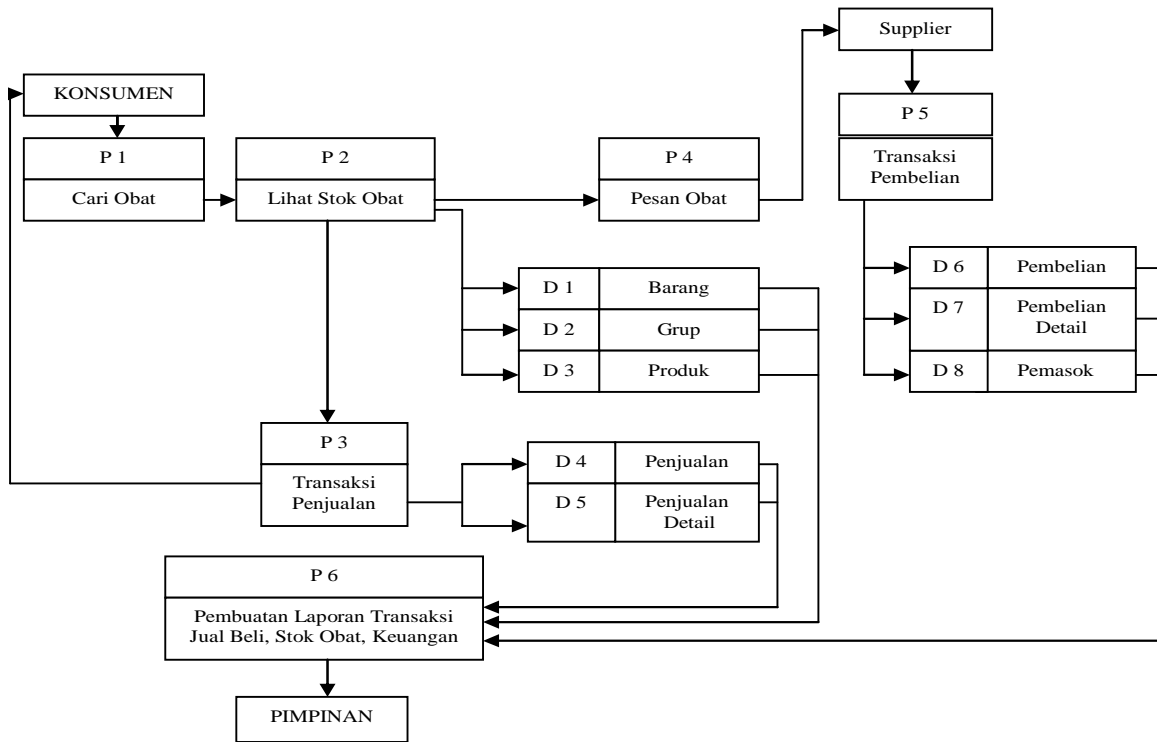 Supplier
KONSUMEN
P 5
P 1
P 2
P 4
Transaksi
Pembelian
Cari Obat
Lihat Stok Obat
Pesan Obat
D 6
Pembelian
D 1
Barang
D 7
Pembelian
Detail
D 2
Grup
D 3
Produk
D 8
Pemasok
P 3
Transaksi
Penjualan
D 4
Penjualan
D 5
Penjualan
Detail
P 6
Pembuatan Laporan Transaksi
Jual Beli, Stok Obat, Keuangan
PIMPINAN